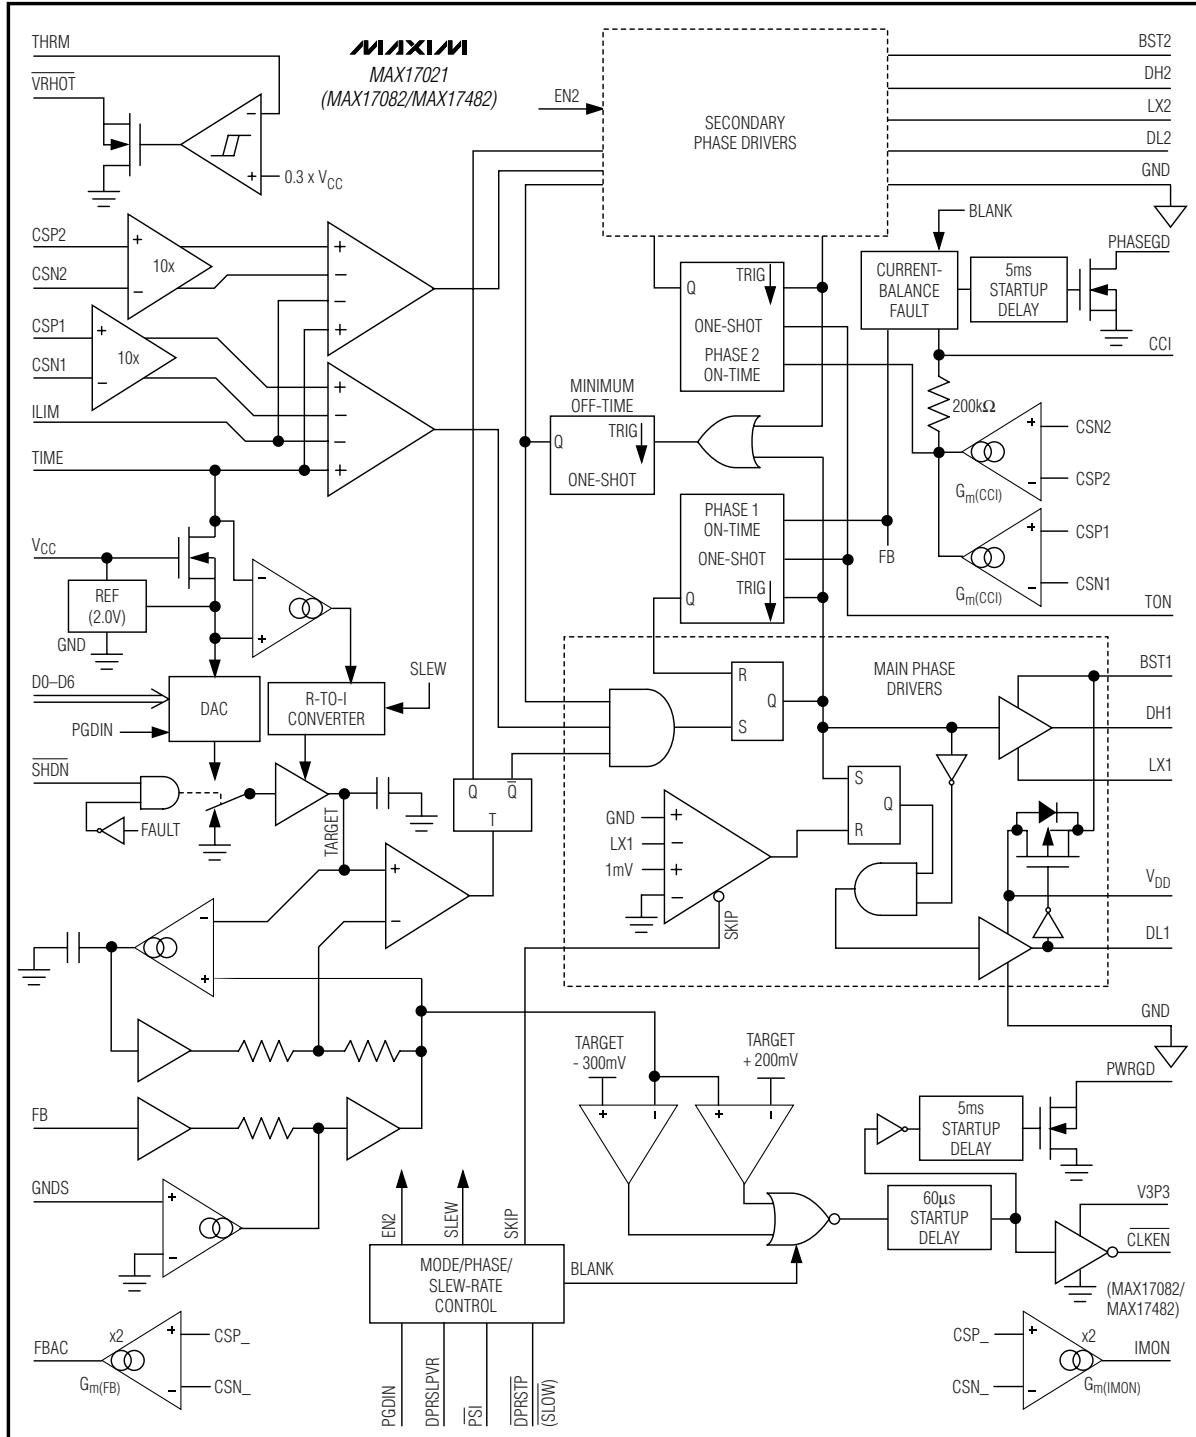 THRM
VRHOT
MAXIM
MAX17021
(MAX17082/MAX17482)
EN2
SECONDARY
PHASE DRIVERS
BST2
DH2
LX2
DL2
GND
−
+
0.3 x VCC
BLANK
PHASEGD
CSP2
CSN2
+
−
10x
+
−
−
+
Q
TRIG
ONE-SHOT
PHASE 2
ON-TIME
CURRENT-
BALANCE
FAULT
5ms
STARTUP
DELAY
CCI
CSP1
CSN1
+
−
10x
ILIM
TIME
+
−
−
+
MINIMUM
OFF-TIME
Q
TRIG
ONE-SHOT
200kΩ
+
−
CSN2
CSP2
Gm(CCI)
PHASE 1
ON-TIME
ONE-SHOT
TRIG
Q
FB
+
−
CSP1
CSN1
Gm(CCI)
TON
VCC
REF
(2.0V)
GND
−
+
D0–D6
DAC
PGDIN
R-TO-I
CONVERTER
SLEW
MAIN PHASE
DRIVERS
R
Q
S
BST1
DH1
LX1
SHDN
FAULT
TARGET
Q
Q
T
GND
LX1
1mV
+
−
+
−
SKIP
S
Q
R
VDD
DL1
GND
−
+
+
−
TARGET
- 300mV
TARGET
+ 200mV
+
−
+
−
PWRGD
5ms
STARTUP
DELAY
FB
GNDS
+
−
EN2
SLEW
SKIP
MODE/PHASE/
SLEW-RATE
CONTROL
BLANK
60μs
STARTUP
DELAY
V3P3
CLKEN
(MAX17082/
MAX17482)
FBAC
x2
+
−
CSP_
CSN_
Gm(FB)
PGDIN
DPRSLPVR
PSI
DPRSTP
(SLOW)
CSP_
CSN_
+
−
x2
Gm(IMON)
IMON